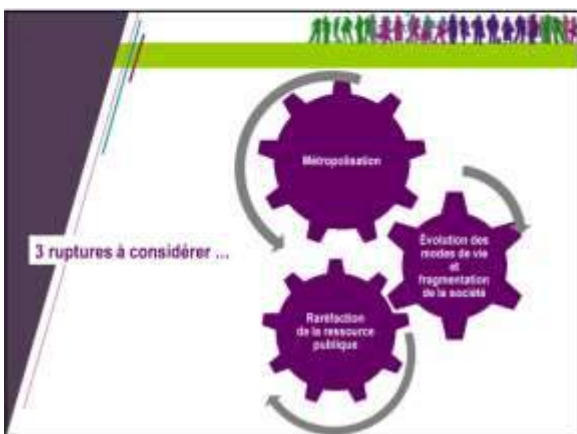 3 ruptures à considérer ...
Métropolisation
Évolution des
modes de vie
et
fragmentation
de la société
Raréfaction
de la ressource
publique